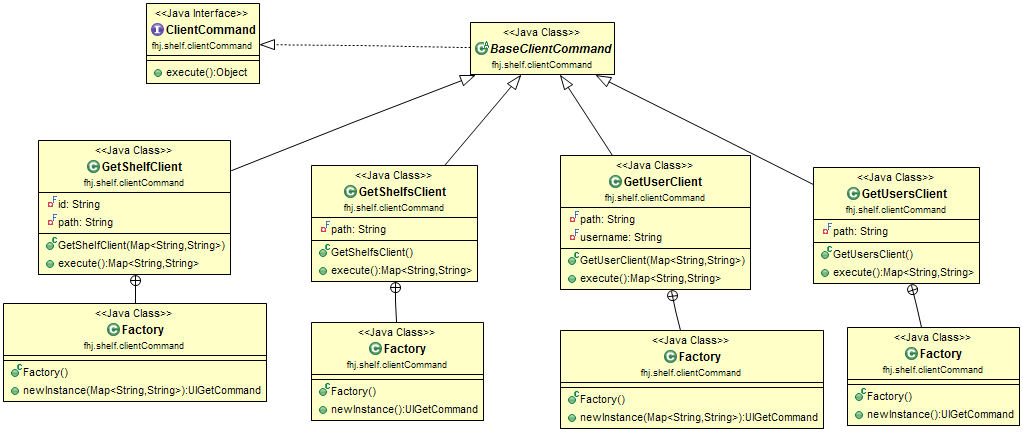 <<Java Interface>>
ClientCommand
fhj.shelf.clientCommand
execute():Object
<<Java Class>>
BaseClientCommand
fhj.shelf.clientCommand
<<Java Class>>
GetShelfClient
fhj.shelf.clientCommand
id: String
path: String
GetShelfClient(Map<String,String>)
execute():Map<String,String>
<<Java Class>>
GetShelfsClient
fhj.shelf.clientCommand
path: String
GetShelfsClient()
execute():Map<String,String>
<<Java Class>>
GetUserClient
fhj.shelf.clientCommand
path: String
username: String
GetUserClient(Map<String,String>)
execute():Map<String,String>
<<Java Class>>
GetUsersClient
fhj.shelf.clientCommand
path: String
GetUsersClient()
execute():Map<String,String>
<<Java Class>>
Factory
fhj.shelf.clientCommand
Factory()
newInstance(Map<String,String>):UIGetCommand
<<Java Class>>
Factory
fhj.shelf.clientCommand
Factory()
newInstance():UIGetCommand
<<Java Class>>
Factory
fhj.shelf.clientCommand
Factory()
newInstance(Map<String,String>):UIGetCommand
<<Java Class>>
Factory
fhj.shelf.clientCommand
Factory()
newInstance():UIGetCommand